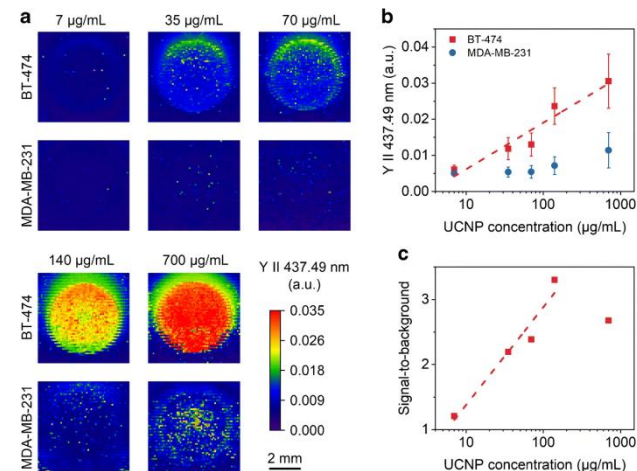 a
7 µg/mL
35 µg/mL
70 µg/mL
BT-474
MDA-MB-231
140 µg/mL
700 µg/mL
BT-474
MDA-MB-231
Y II 437.49 nm
(a.u.)
0.035
0.026
0.018
0.009
0.000
2 mm
b
BT-474
MDA-MB-231
Y II 437.49 nm (a.u.)
0.04
0.03
0.02
0.01
0.00
10
100
1000
UCNP concentration (µg/mL)
c
Signal-to-background
3
2
1
10
100
1000
UCNP concentration (µg/mL)